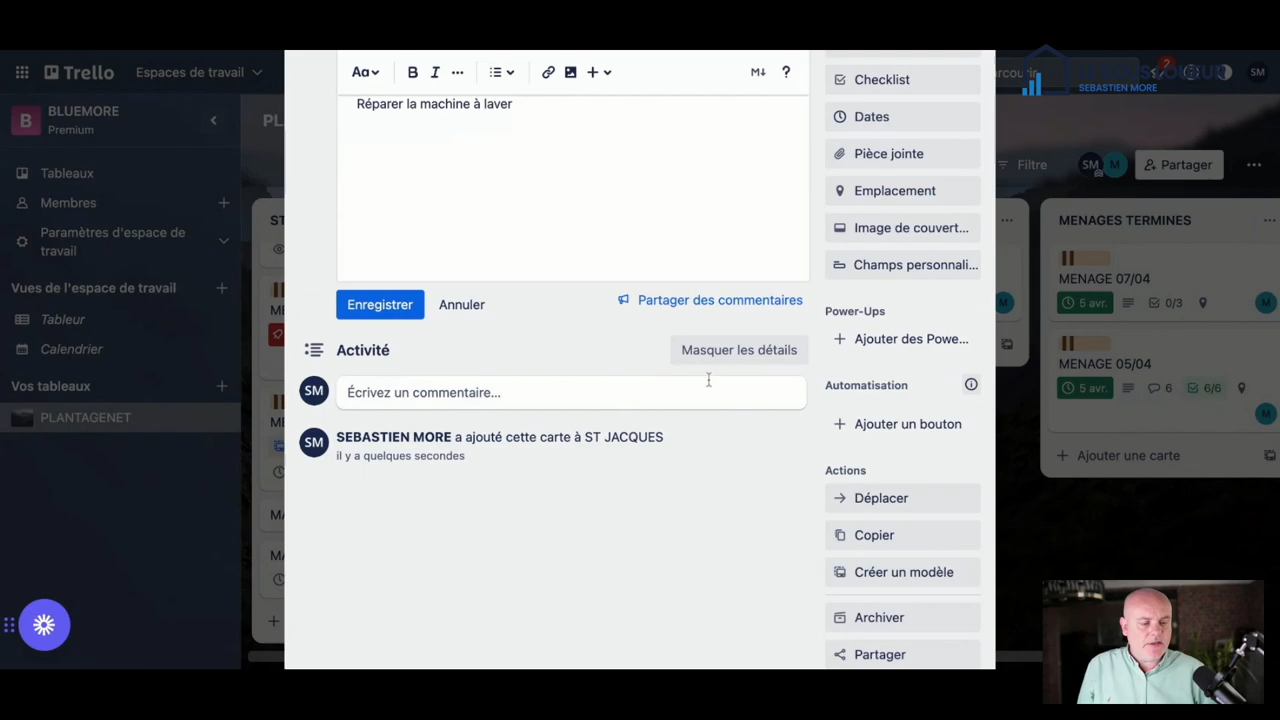 Trello
Espaces de travail
SEBASTIEN MORE
SM
B
BLUEMORE
Premium
Tableaux
Membres
Paramètres d'espace de
travail
Vues de l'espace de travail
Tableur
Calendrier
Vos tableaux
PLANTAGENET
Aa
B
I
M↓
?
Réparer la machine à laver
Enregistrer
Annuler
Partager des commentaires
Activité
Masquer les détails
SM
Écrivez un commentaire...
SM
SEBASTIEN MORE a ajouté cette carte à ST JACQUES
il y a quelques secondes
Checklist
Dates
Pièce jointe
Emplacement
Image de couvert...
Champs personnali...
Power-Ups
Ajouter des Powe...
Automatisation
Ajouter un bouton
Actions
Déplacer
Copier
Créer un modèle
Archiver
Partager
Filtre
SM
M
Partager
MENAGES TERMINES
MENAGE 07/04
5 avr.
0/3
M
MENAGE 05/04
5 avr.
6
6/6
M
Ajouter une carte